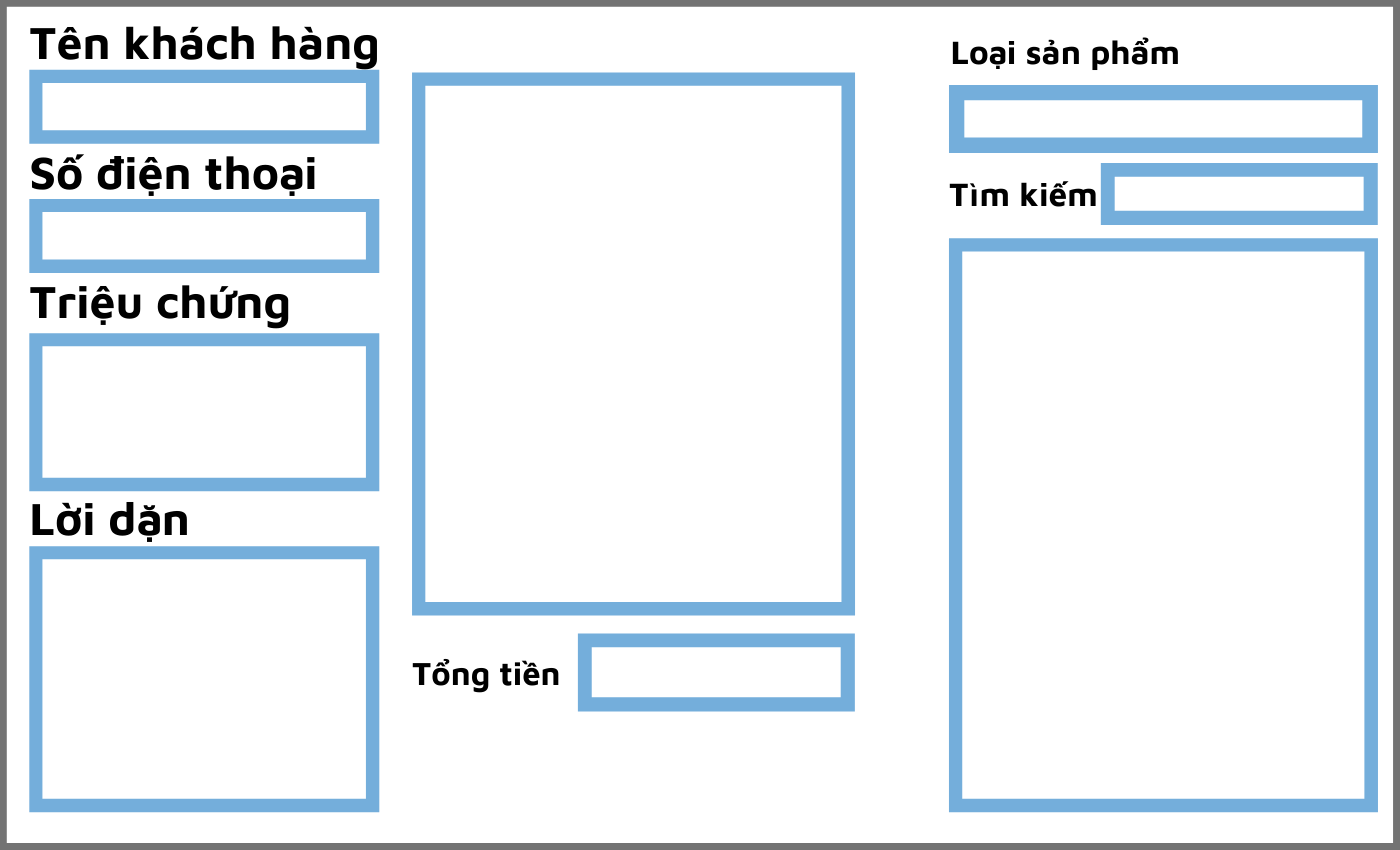 Tên khách hàng
Số điện thoại
Triệu chứng
Lời dặn
Tổng tiền
Loại sản phẩm
Tìm kiếm